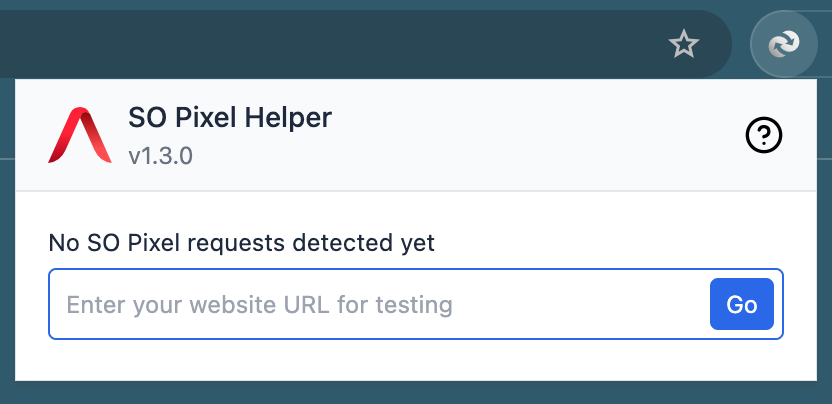 SO Pixel Helper
v1.3.0
No SO Pixel requests detected yet
Enter your website URL for testing
Go